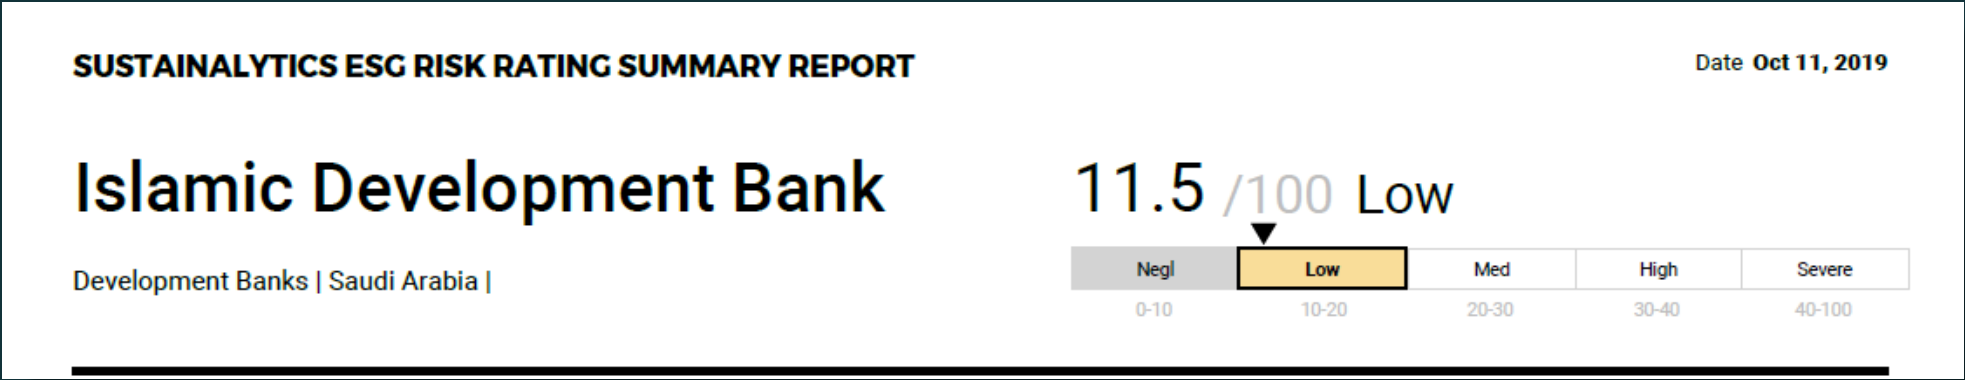 SUSTAINALYTICS ESG RISK RATING SUMMARY REPORT
Date Oct 11, 2019
Islamic Development Bank
11.5 /100 Low
Development Banks | Saudi Arabia |
Negl Low Med High Severe
0-10 10-20 20-30 30-40 40-100